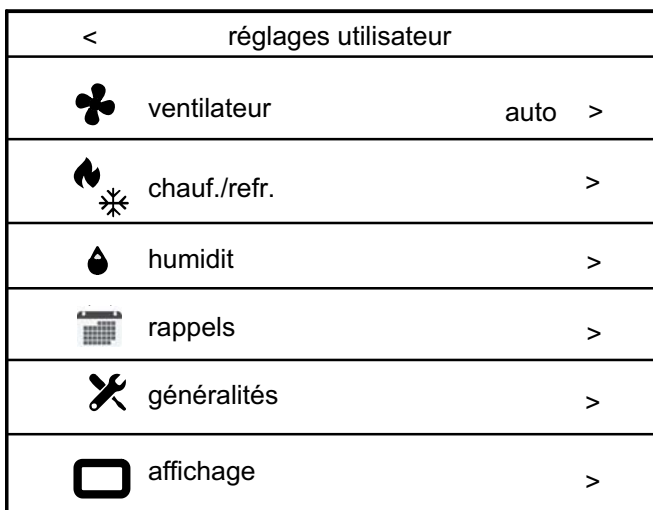 < réglages utilisateur
ventilateur auto >
chauf./refr. >
humidit >
rappels >
généralités >
affichage >